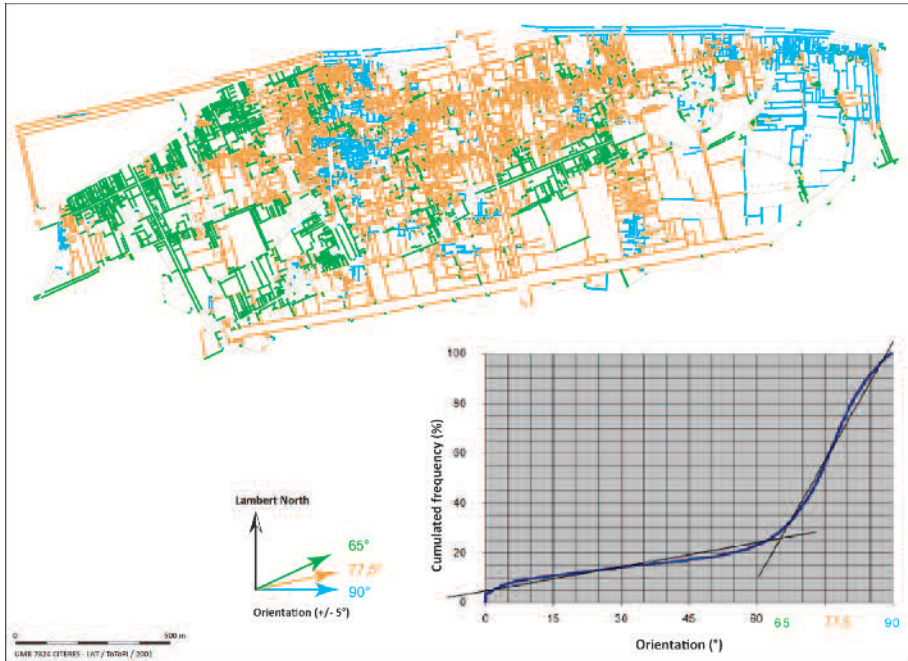 100
80
60
40
20
0
Cumulated frequency (%)
0 15 30 45 60 65 77.5 90
Orientation (°)
Lambert North
65°
77.5°
90°
Orientation (+/- 5°)
0 500 m
UMR 7324 CITERES - LAT / ToToPI / 2001